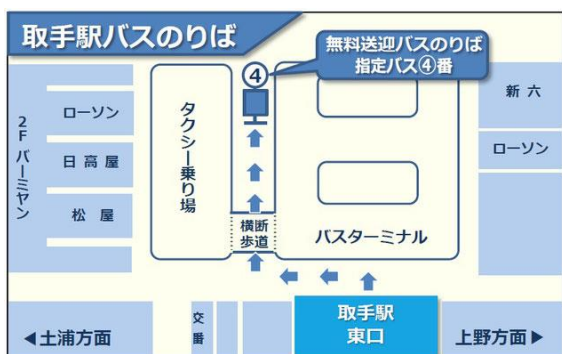 取手駅バスのりば
無料送迎バスのりば
指定バス④番
④
2Fバーミヤン
ローソン
日高屋
松屋
タクシー乗り場
横断
歩道
バスターミナル
新六
ローソン
◀土浦方面
交番
取手駅
東口
上野方面▶